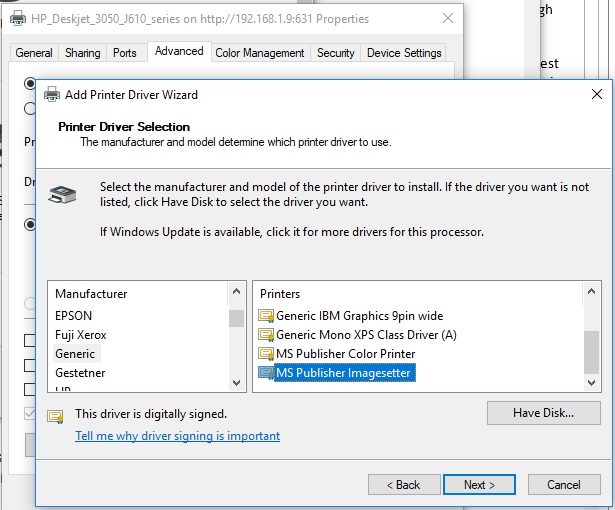 HP_Deskjet_3050_J610_series on http://192.168.1.9:631 Properties
gh
General Sharing Ports Advanced Color Management Security Device Settings
est
Add Printer Driver Wizard
Printer Driver Selection
The manufacturer and model determine which printer driver to use.
Pr
Select the manufacturer and model of the printer driver to install. If the driver you want is not
listed, click Have Disk to select the driver you want.
Dr
If Windows Update is available, click it for more drivers for this processor.
Manufacturer
EPSON
Fuji Xerox
Generic
Gestetner
HP
Printers
Generic IBM Graphics 9pin wide
Generic Mono XPS Class Driver (A)
MS Publisher Color Printer
MS Publisher Imagesetter
This driver is digitally signed.
Have Disk...
Tell me why driver signing is important
< Back Next > Cancel